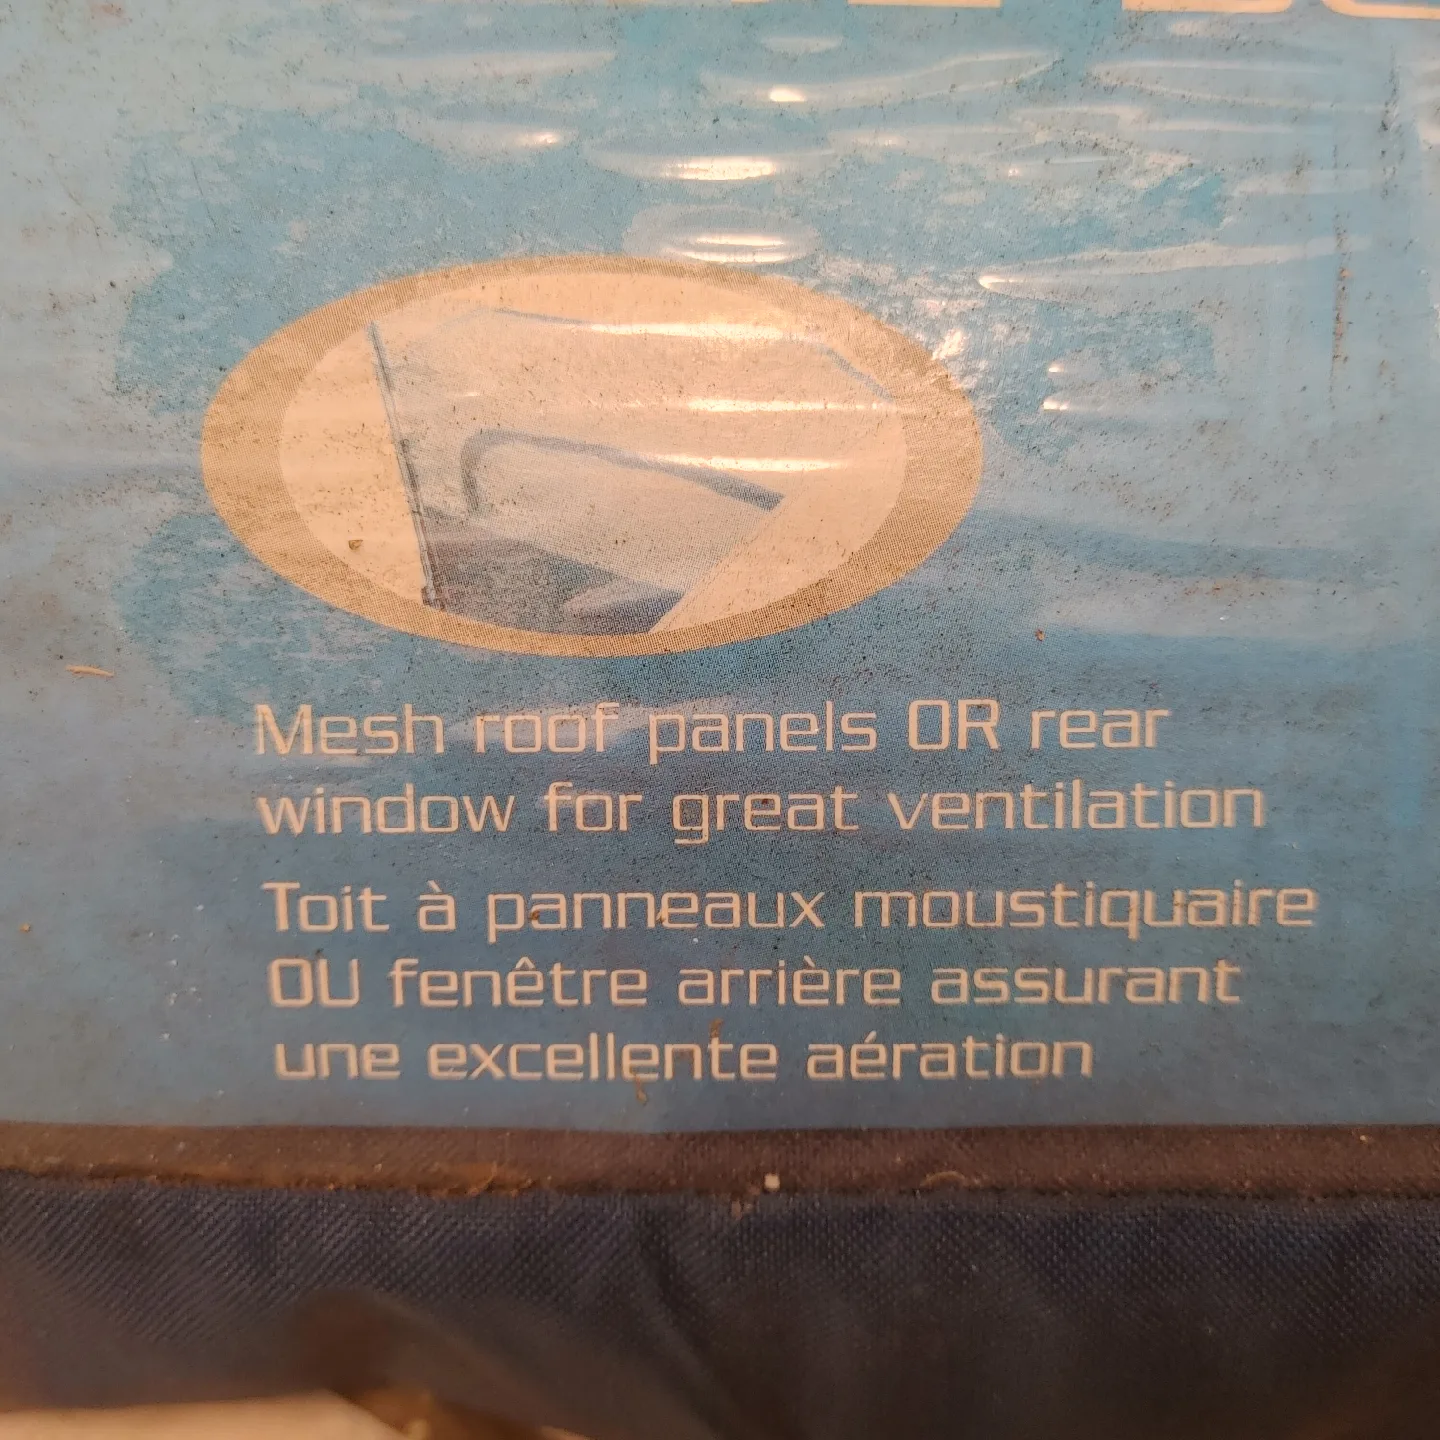 Mesh roof panels OR rear
window for great ventilation
Toit à panneaux moustiquaire
OU fenêtre arrière assurant
une excellente aération